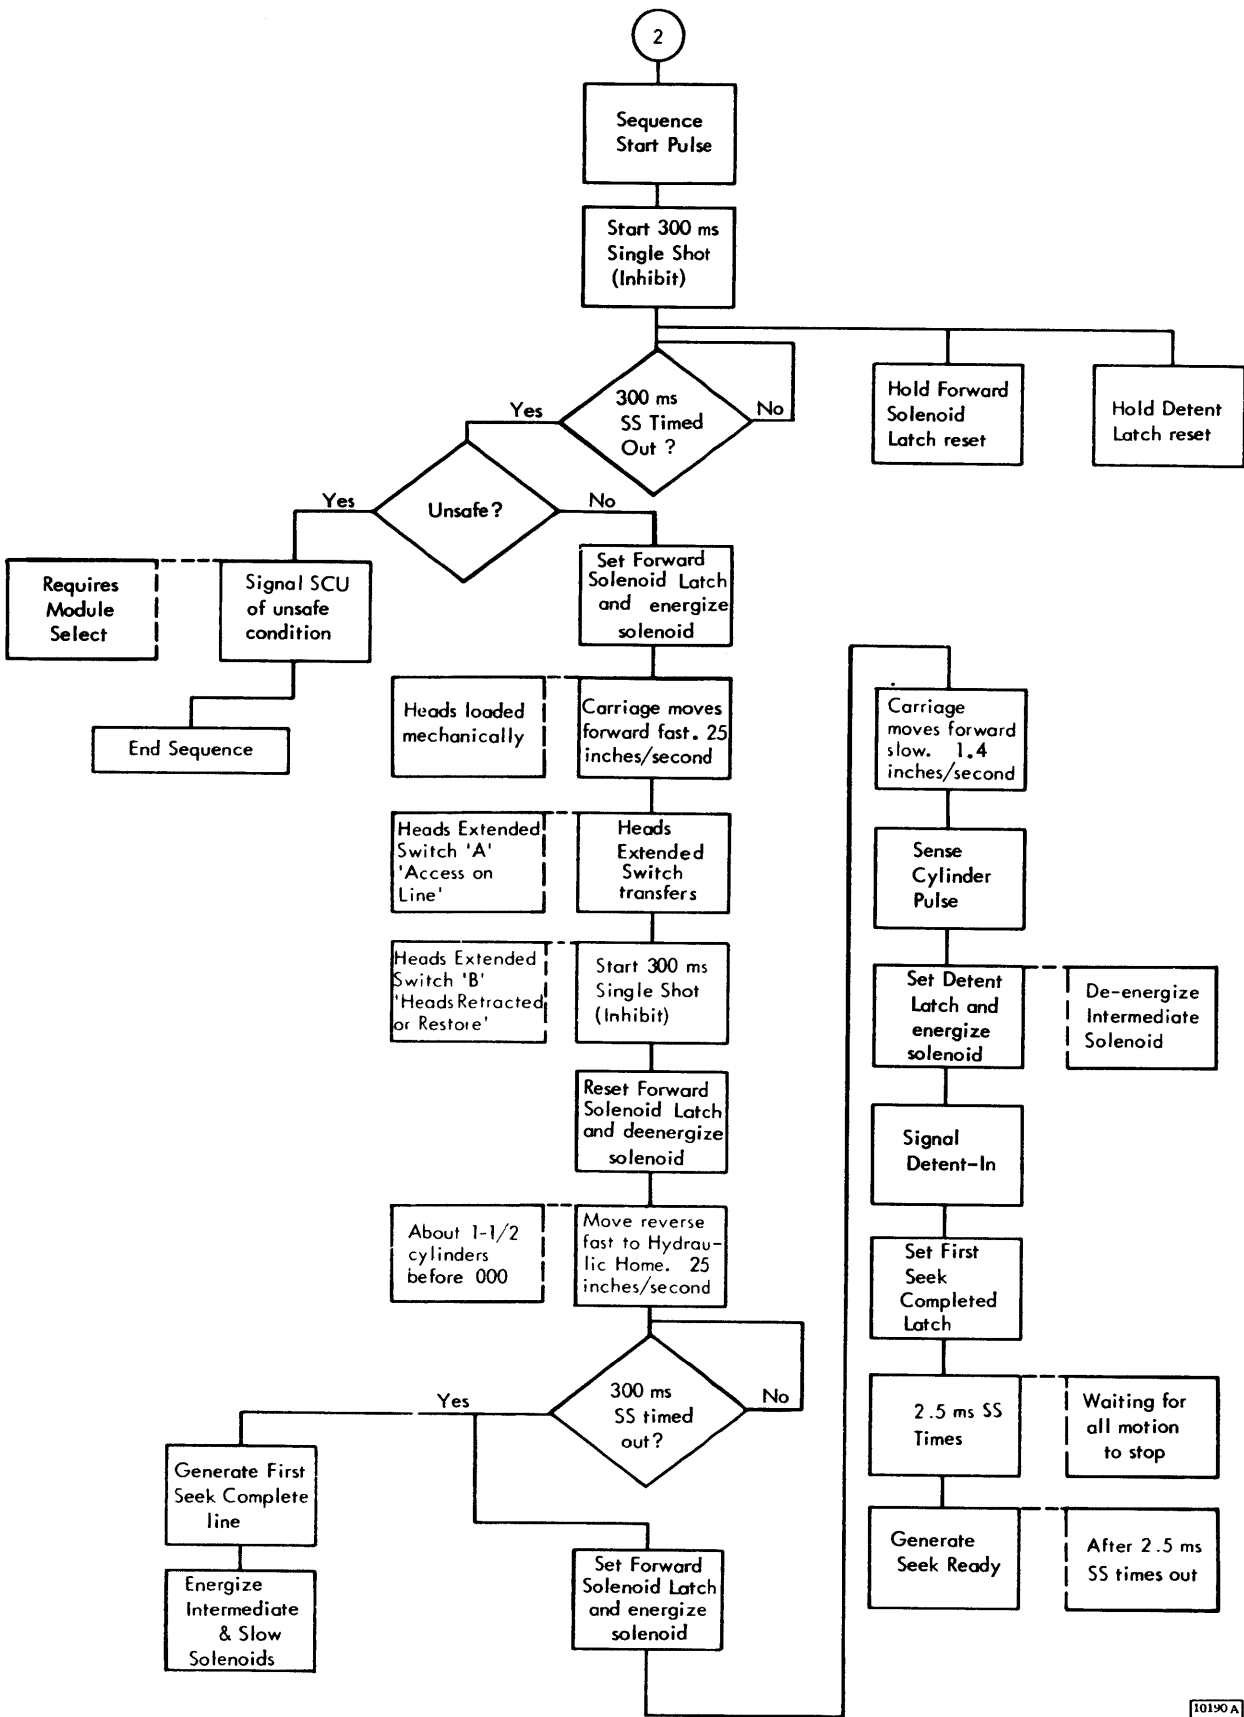 2
Sequence
Start Pulse
Start 300 ms
Single Shot
(Inhibit)
300 ms
SS Timed
Out ?
Yes
No
Hold Forward
Solenoid
Latch reset
Hold Detent
Latch reset
Unsafe?
Yes
No
Requires
Module
Select
Signal SCU
of unsafe
condition
End Sequence
Set Forward
Solenoid Latch
and energize
solenoid
Heads loaded
mechanically
Carriage moves
forward fast. 25
inches/second
Heads Extended
Switch 'A'
'Access on
Line'
Heads
Extended
Switch
transfers
Heads Extended
Switch 'B'
'Heads Retracted
or Restore'
Start 300 ms
Single Shot
(Inhibit)
Reset Forward
Solenoid Latch
and deenergize
solenoid
About 1-1/2
cylinders
before 000
Move reverse
fast to Hydrau-
lic Home. 25
inches/second
300 ms
SS timed
out?
Yes
No
Generate First
Seek Complete
line
Energize
Intermediate
& Slow
Solenoids
Set Forward
Solenoid Latch
and energize
solenoid
Carriage
moves forward
slow. 1.4
inches/second
Sense
Cylinder
Pulse
Set Detent
Latch and
energize
solenoid
De-energize
Intermediate
Solenoid
Signal
Detent-In
Set First
Seek
Completed
Latch
2.5 ms SS
Times
Waiting for
all motion
to stop
Generate
Seek Ready
After 2.5 ms
SS times out
10190 A